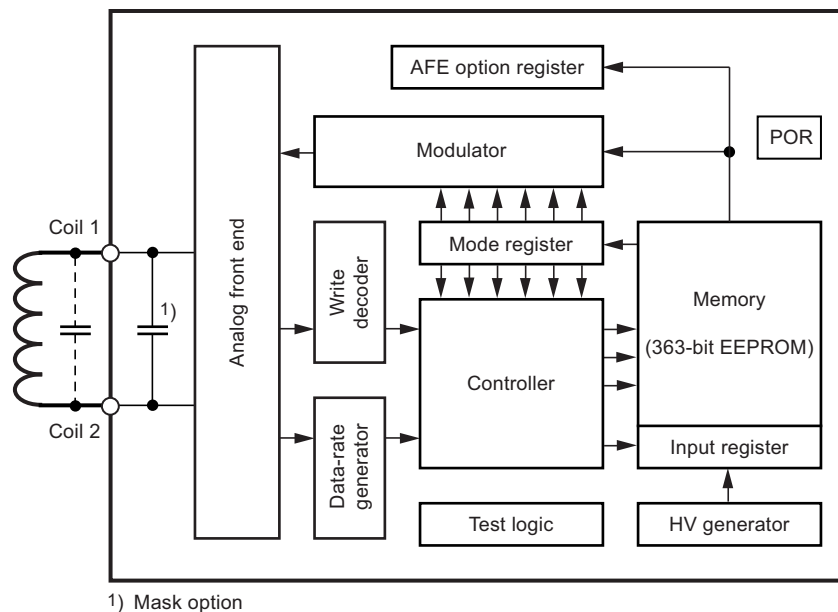 AFE option register
POR
Modulator
Coil 1
Mode register
Analog front end
Write
decoder
Memory
(363-bit EEPROM)
1)
Controller
Coil 2
Data-rate
generator
Input register
Test logic
HV generator
1) Mask option